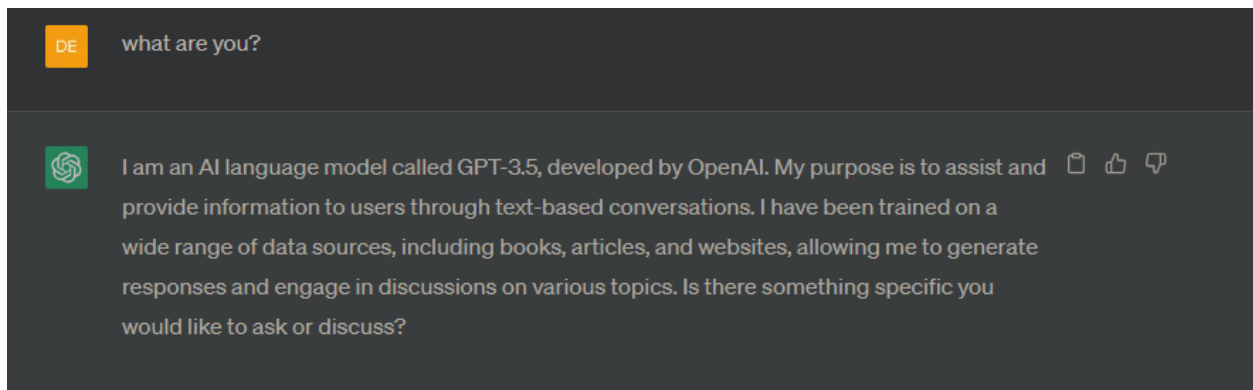 DE
what are you?
I am an AI language model called GPT-3.5, developed by OpenAI. My purpose is to assist and
provide information to users through text-based conversations. I have been trained on a
wide range of data sources, including books, articles, and websites, allowing me to generate
responses and engage in discussions on various topics. Is there something specific you
would like to ask or discuss?